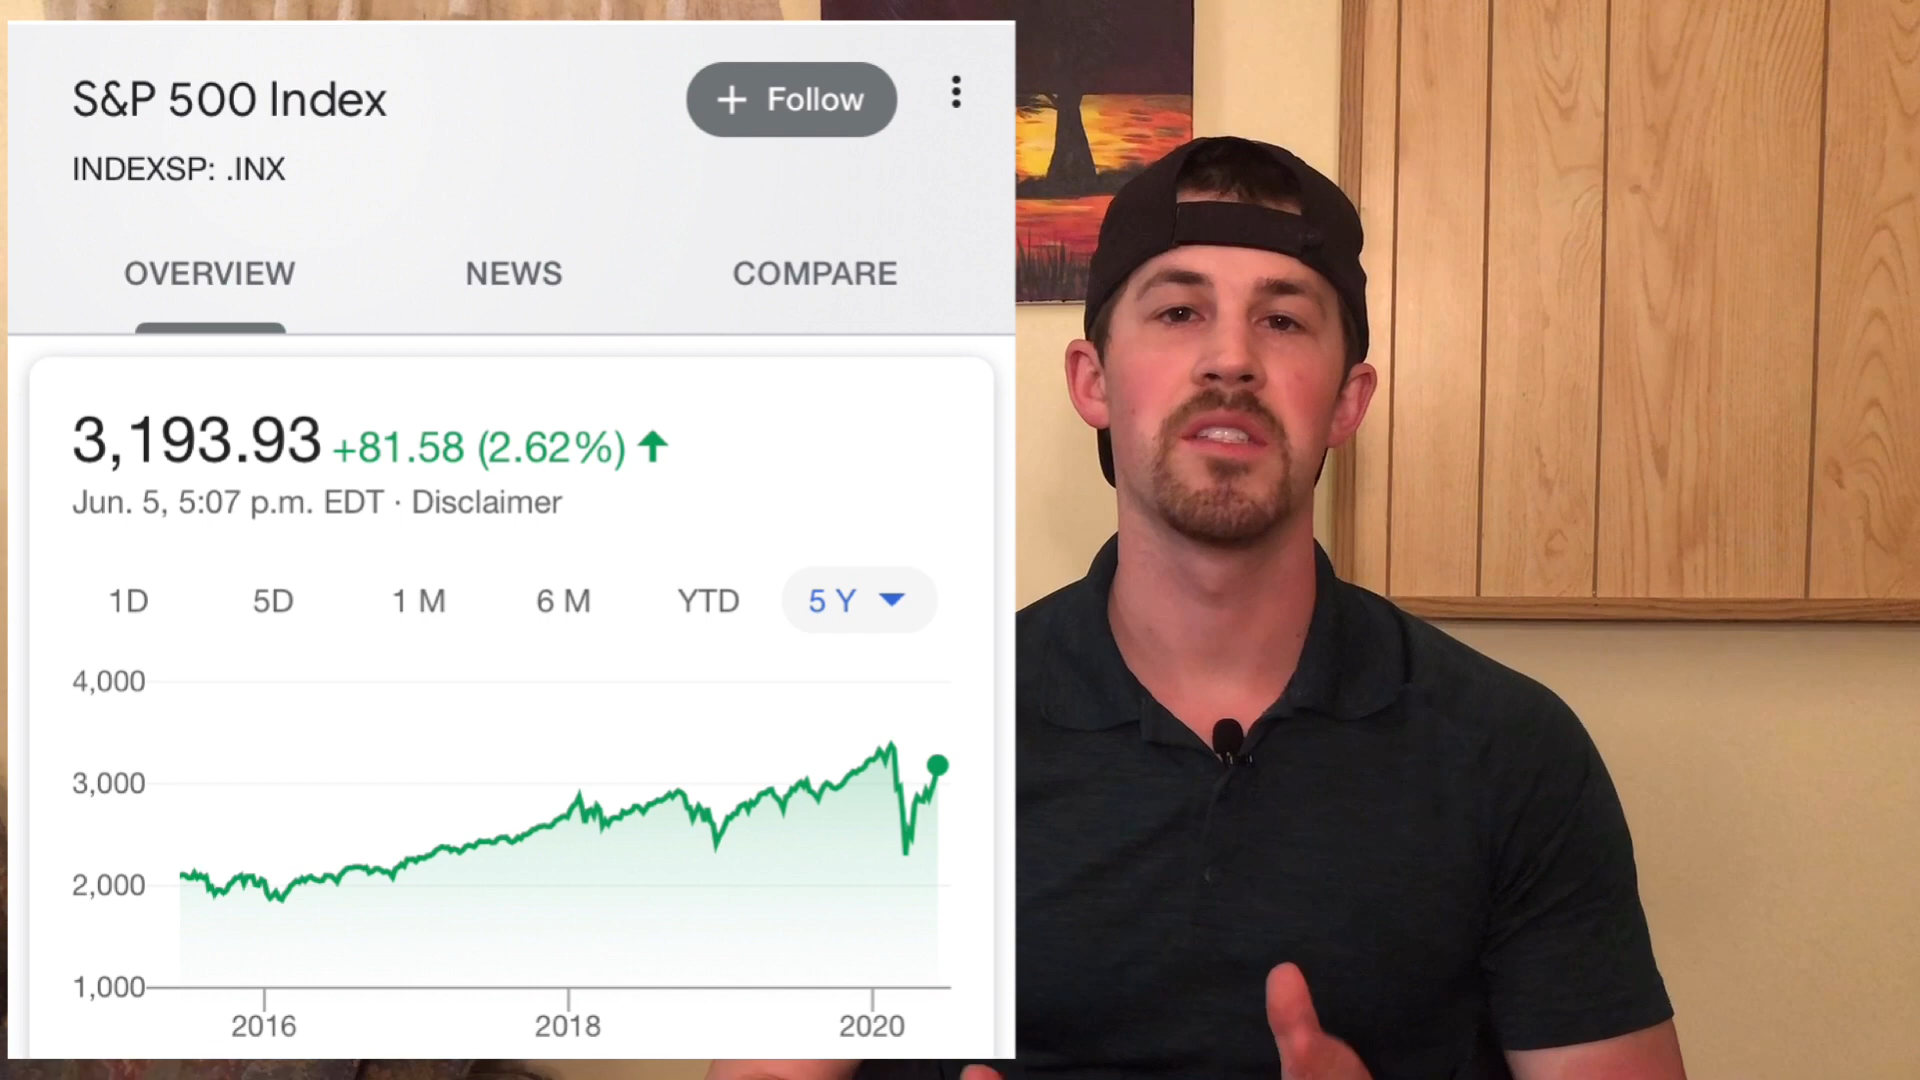 S&P 500 Index
+ Follow
INDEXSP: .INX
OVERVIEW NEWS COMPARE
3,193.93 +81.58 (2.62%)
Jun. 5, 5:07 p.m. EDT · Disclaimer
1D 5D 1 M 6 M YTD 5 Y
4,000
3,000
2,000
1,000
2016 2018 2020